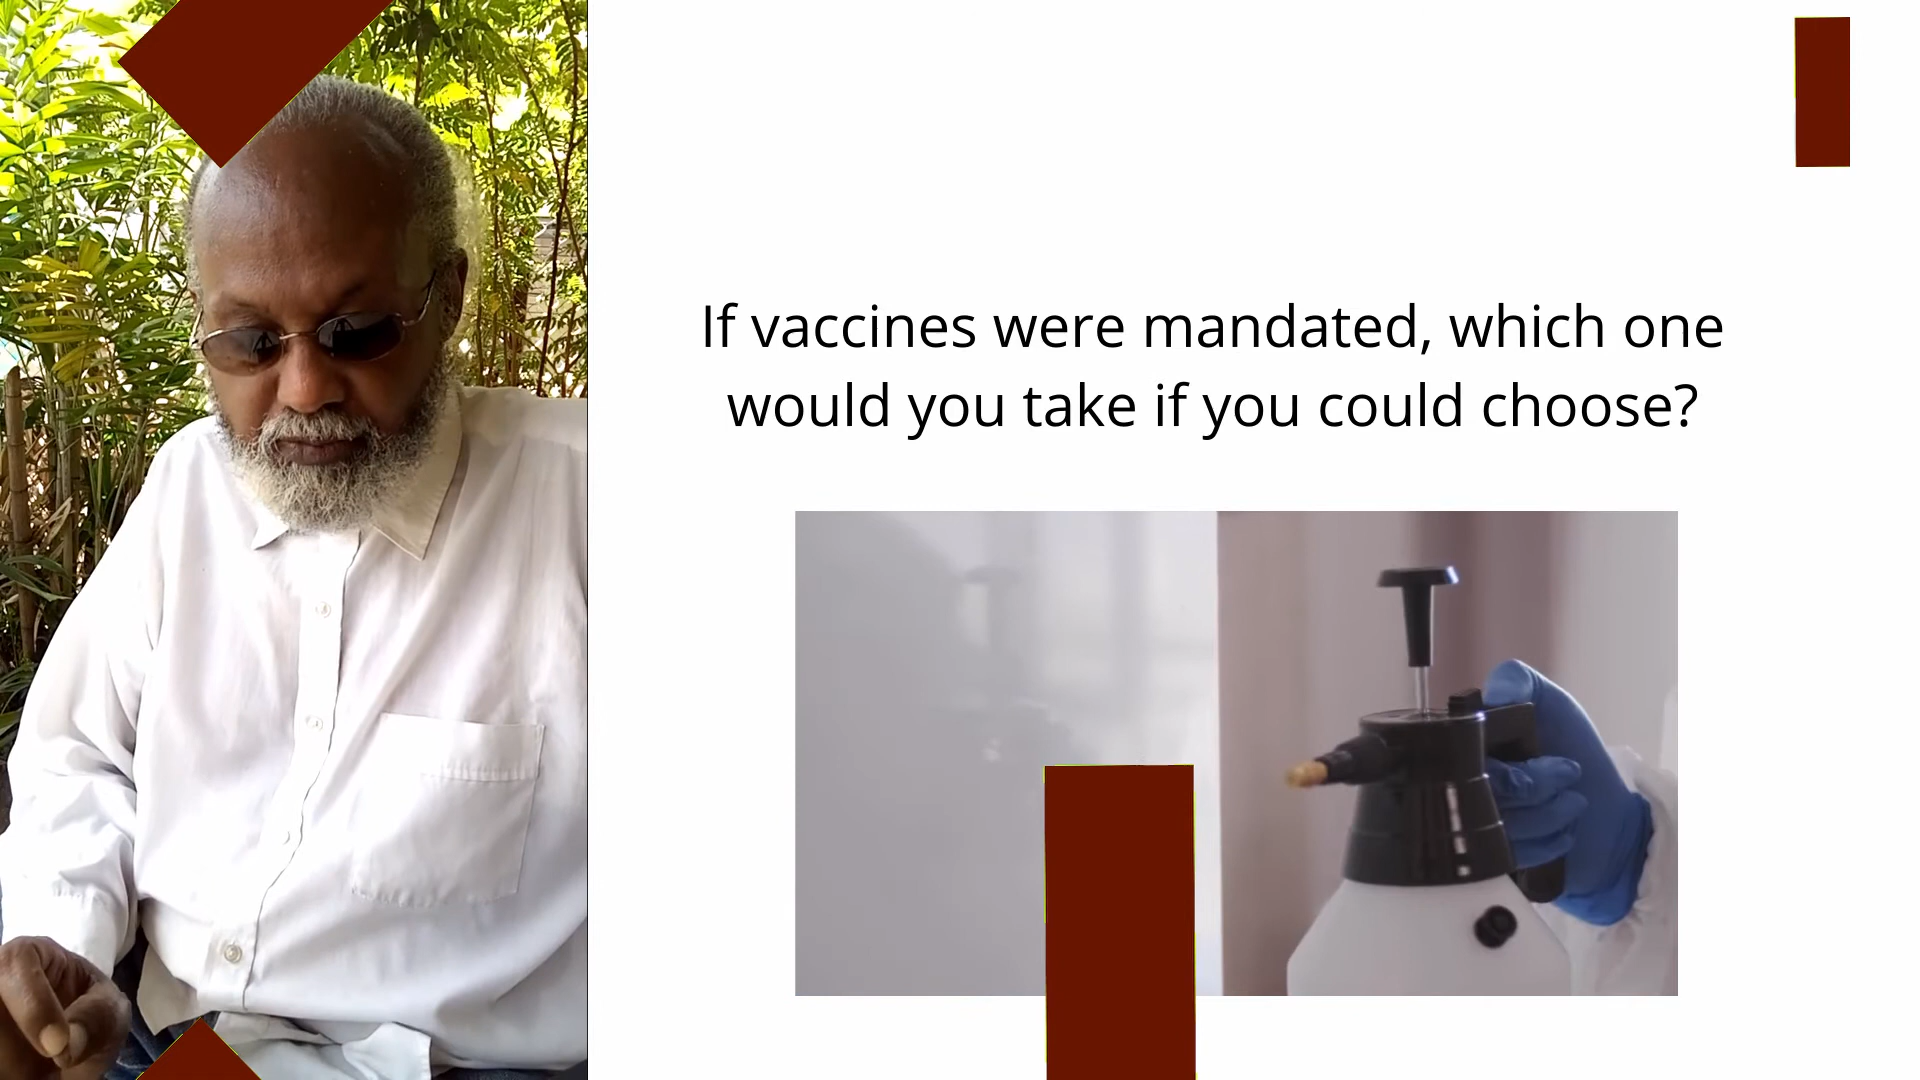 If vaccines were mandated, which one
would you take if you could choose?